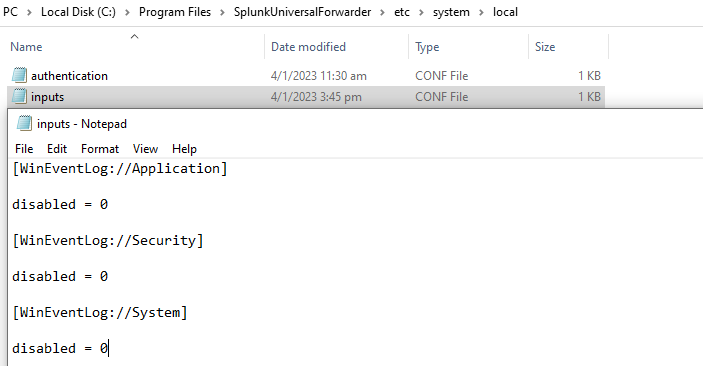 PC > Local Disk (C:) > Program Files > SplunkUniversalForwarder > etc > system > local
Name Date modified Type Size
authentication 4/1/2023 11:30 am CONF File 1 KB
inputs 4/1/2023 3:45 pm CONF File 1 KB
inputs - Notepad
File Edit Format View Help
[WinEventLog://Application]
disabled = 0
[WinEventLog://Security]
disabled = 0
[WinEventLog://System]
disabled = 0